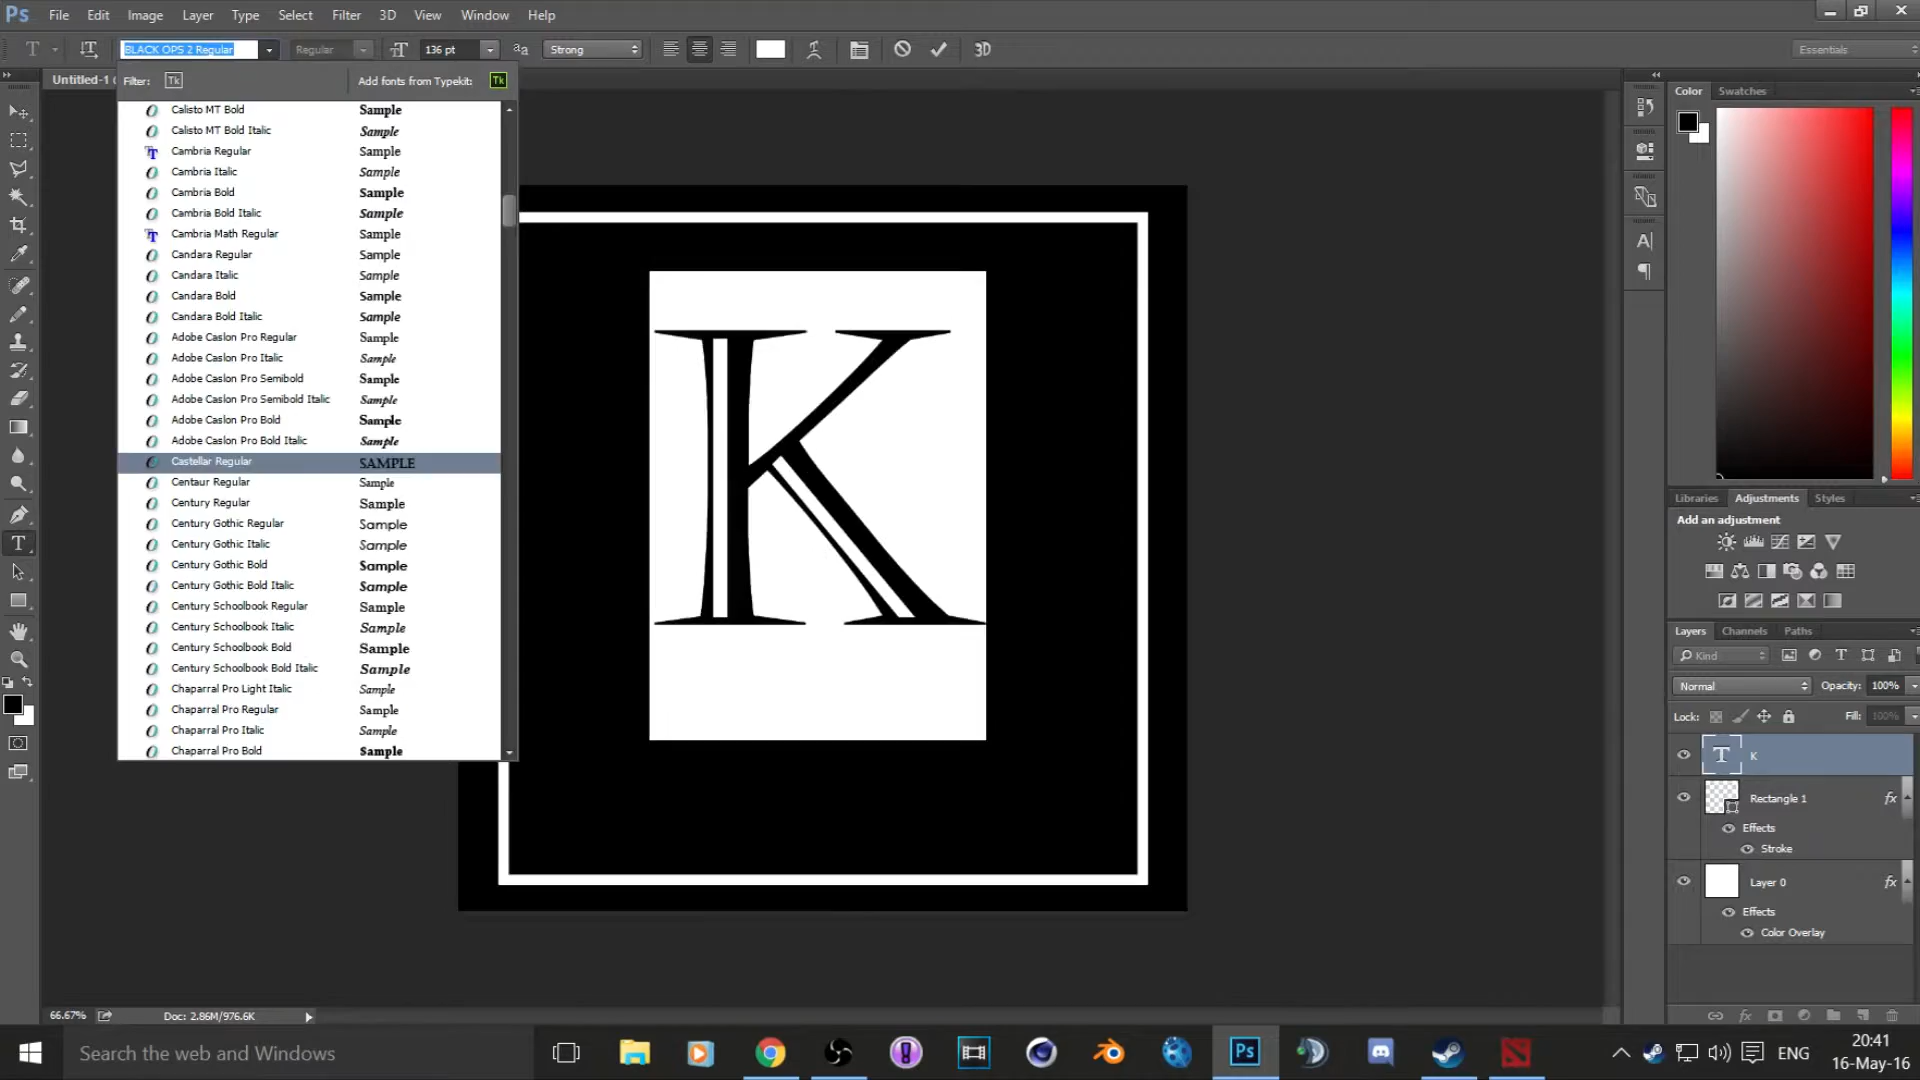 Ps File Edit Image Layer Type Select Filter 3D View Window Help
BLACK OPS 2 Regular Regular 136 pt aa Strong 3D Essentials
Untitled-1 (
Filter: Tk Add fonts from Typekit: Tk
Calisto MT Bold Sample
Calisto MT Bold Italic Sample
Cambria Regular Sample
Cambria Italic Sample
Cambria Bold Sample
Cambria Bold Italic Sample
Cambria Math Regular Sample
Candara Regular Sample
Candara Italic Sample
Candara Bold Sample
Candara Bold Italic Sample
Adobe Caslon Pro Regular Sample
Adobe Caslon Pro Italic Sample
Adobe Caslon Pro Semibold Sample
Adobe Caslon Pro Semibold Italic Sample
Adobe Caslon Pro Bold Sample
Adobe Caslon Pro Bold Italic Sample
Castellar Regular SAMPLE
Centaur Regular Sample
Century Regular Sample
Century Gothic Regular Sample
Century Gothic Italic Sample
Century Gothic Bold Sample
Century Gothic Bold Italic Sample
Century Schoolbook Regular Sample
Century Schoolbook Italic Sample
Century Schoolbook Bold Sample
Century Schoolbook Bold Italic Sample
Chaparral Pro Light Italic Sample
Chaparral Pro Regular Sample
Chaparral Pro Italic Sample
Chaparral Pro Bold Sample
K
Color Swatches
Libraries Adjustments Styles
Add an adjustment
Layers Channels Paths
Kind
Normal Opacity: 100%
Lock: Fill: 100%
K
Rectangle 1 fx
Effects
Stroke
Layer 0 fx
Effects
Color Overlay
66.67% Doc: 2.86M/976.6K
Search the web and Windows
Ps
ENG
20:41
16-May-16